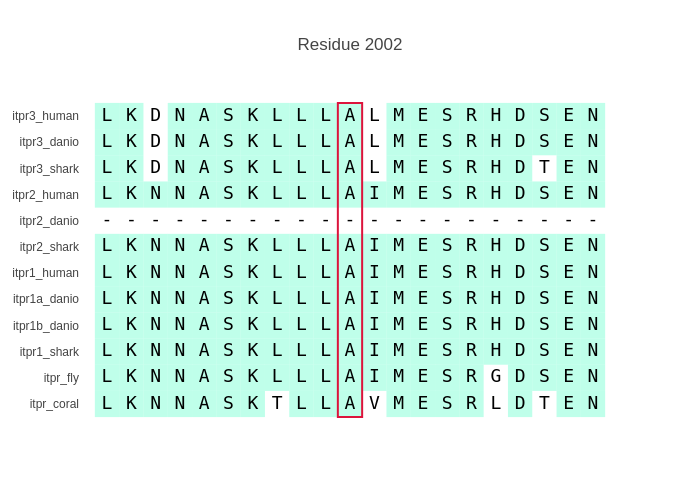 Residue 2002
itpr3_human L K D N A S K L L L A L M E S R H D S E N
itpr3_danio L K D N A S K L L L A L M E S R H D S E N
itpr3_shark L K D N A S K L L L A L M E S R H D T E N
itpr2_human L K N N A S K L L L A I M E S R H D S E N
itpr2_danio - - - - - - - - - - - - - - - - - - - - -
itpr2_shark L K N N A S K L L L A I M E S R H D S E N
itpr1_human L K N N A S K L L L A I M E S R H D S E N
itpr1a_danio L K N N A S K L L L A I M E S R H D S E N
itpr1b_danio L K N N A S K L L L A I M E S R H D S E N
itpr1_shark L K N N A S K L L L A I M E S R H D S E N
itpr_fly L K N N A S K L L L A I M E S R G D S E N
itpr_coral L K N N A S K T L L A V M E S R L D T E N